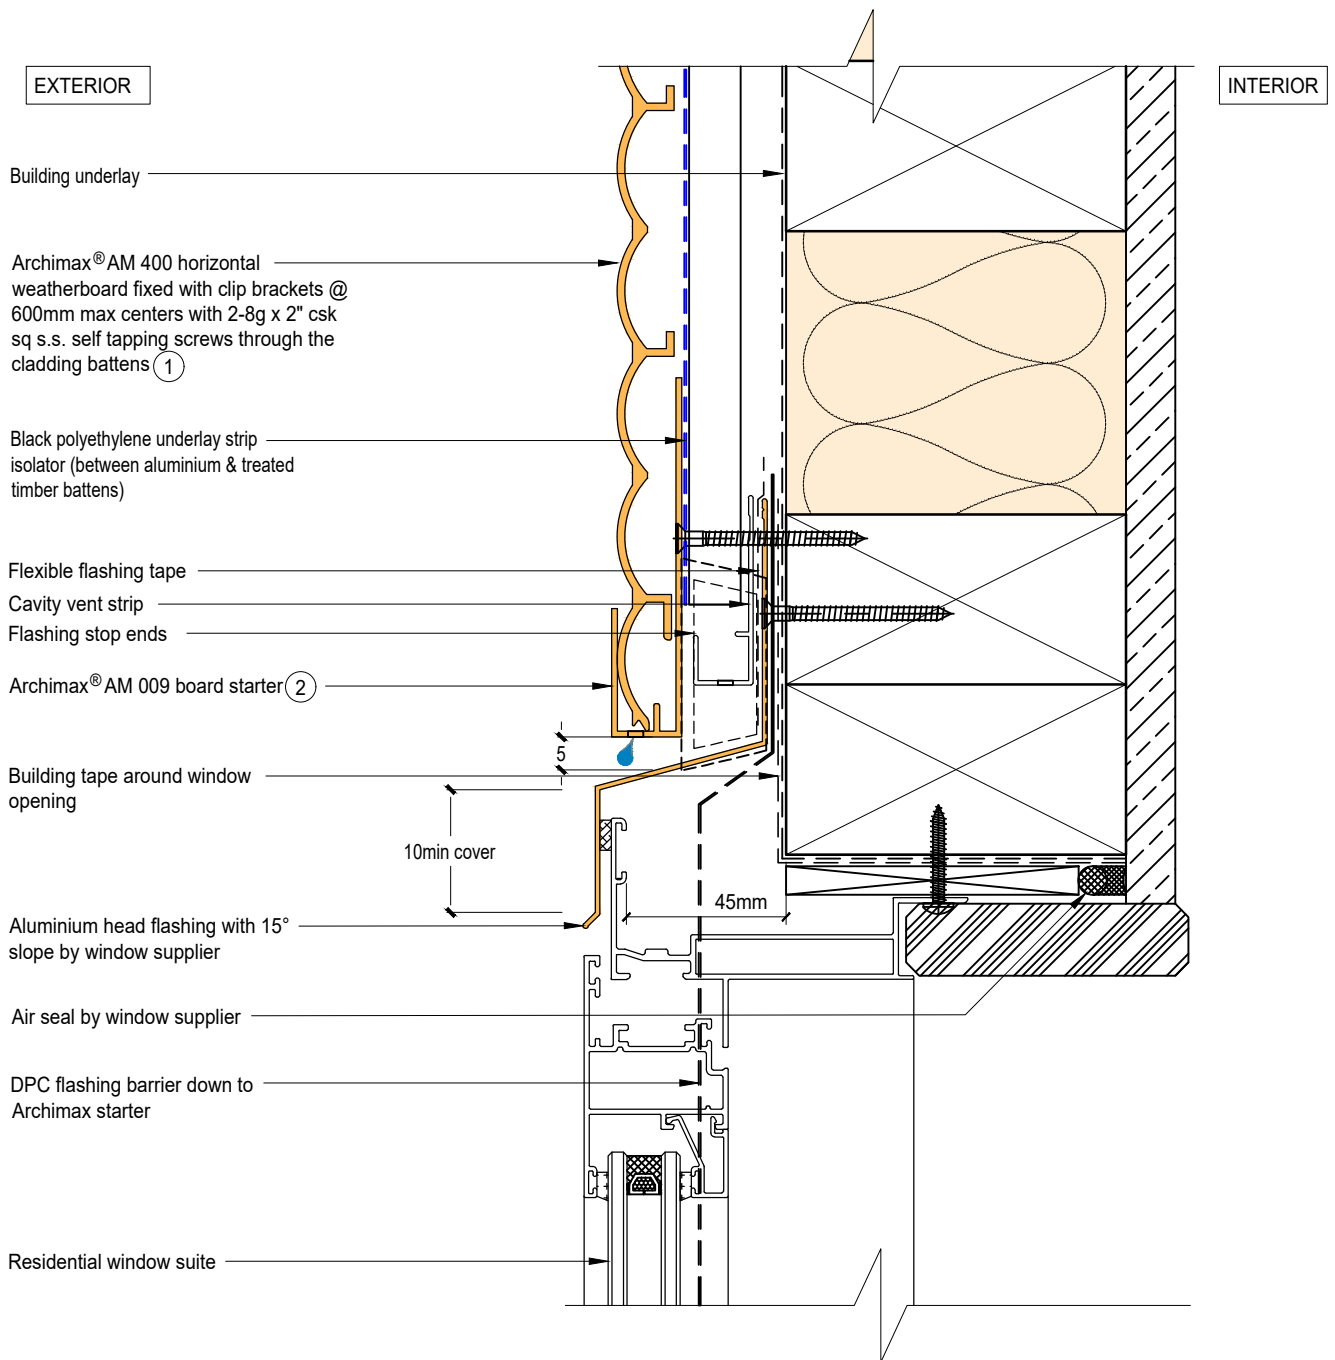 EXTERIOR
INTERIOR
Building underlay
Archimax® AM 400 horizontal
weatherboard fixed with clip brackets @
600mm max centers with 2-8g x 2" csk
sq s.s. self tapping screws through the
cladding battens 1
Black polyethylene underlay strip
isolator (between aluminium & treated
timber battens)
Flexible flashing tape
Cavity vent strip
Flashing stop ends
Archimax® AM 009 board starter 2
5
Building tape around window
opening
10min cover
45mm
Aluminium head flashing with 15°
slope by window supplier
Air seal by window supplier
DPC flashing barrier down to
Archimax starter
Residential window suite